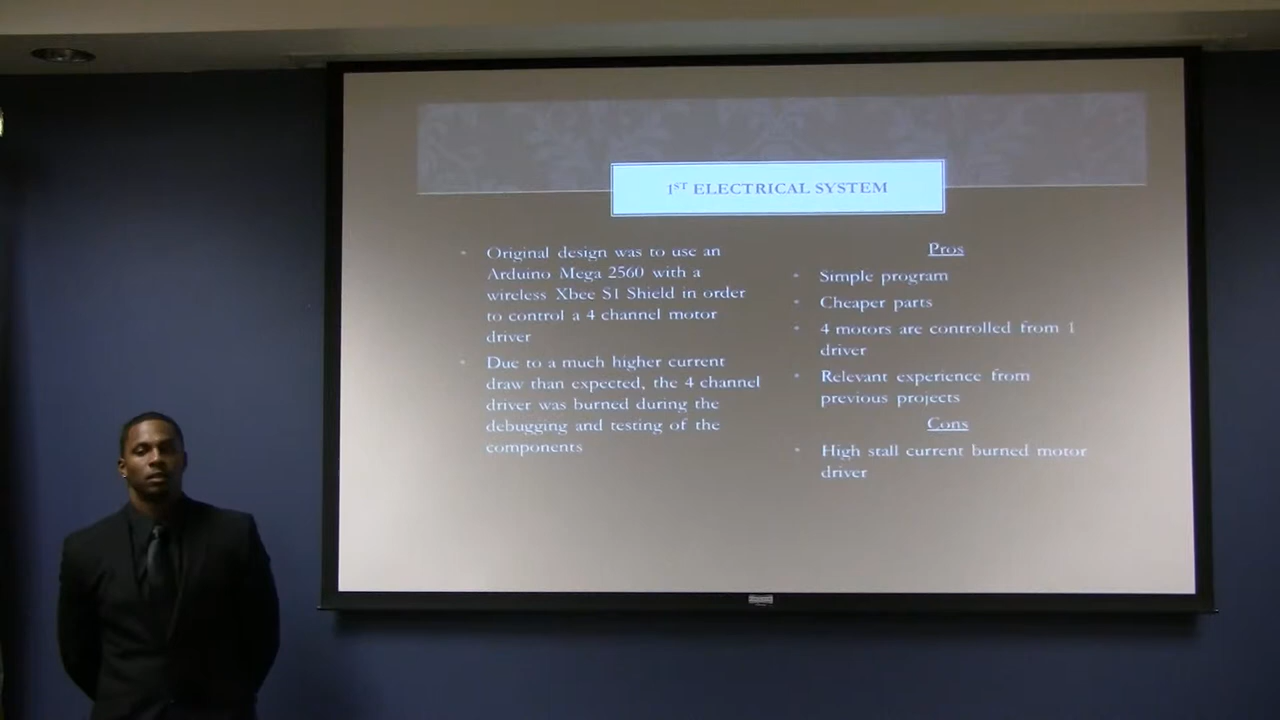 1ST ELECTRICAL SYSTEM
Original design was to use an
Arduino Mega 2560 with a
wireless Xbee S1 Shield in order
to control a 4 channel motor
driver
Due to a much higher current
draw than expected, the 4 channel
driver was burned during the
debugging and testing of the
components
Pros
Simple program
Cheaper parts
4 motors are controlled from 1
driver
Relevant experience from
previous projects
Cons
High stall current burned motor
driver